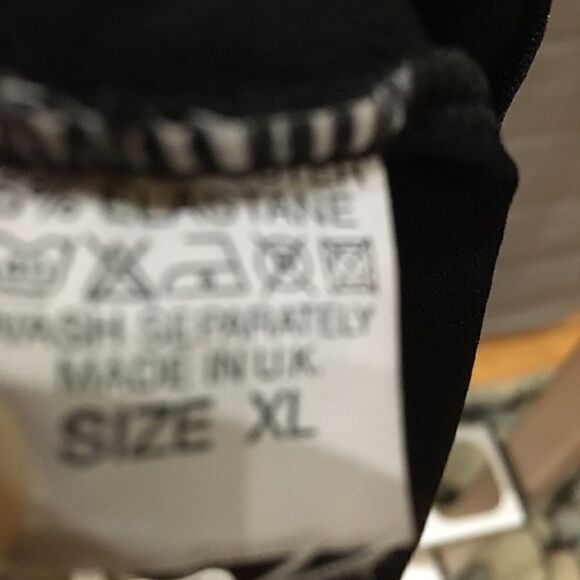 % ELASTANE
WASH SEPARATELY
MADE IN U.K.
SIZE XL